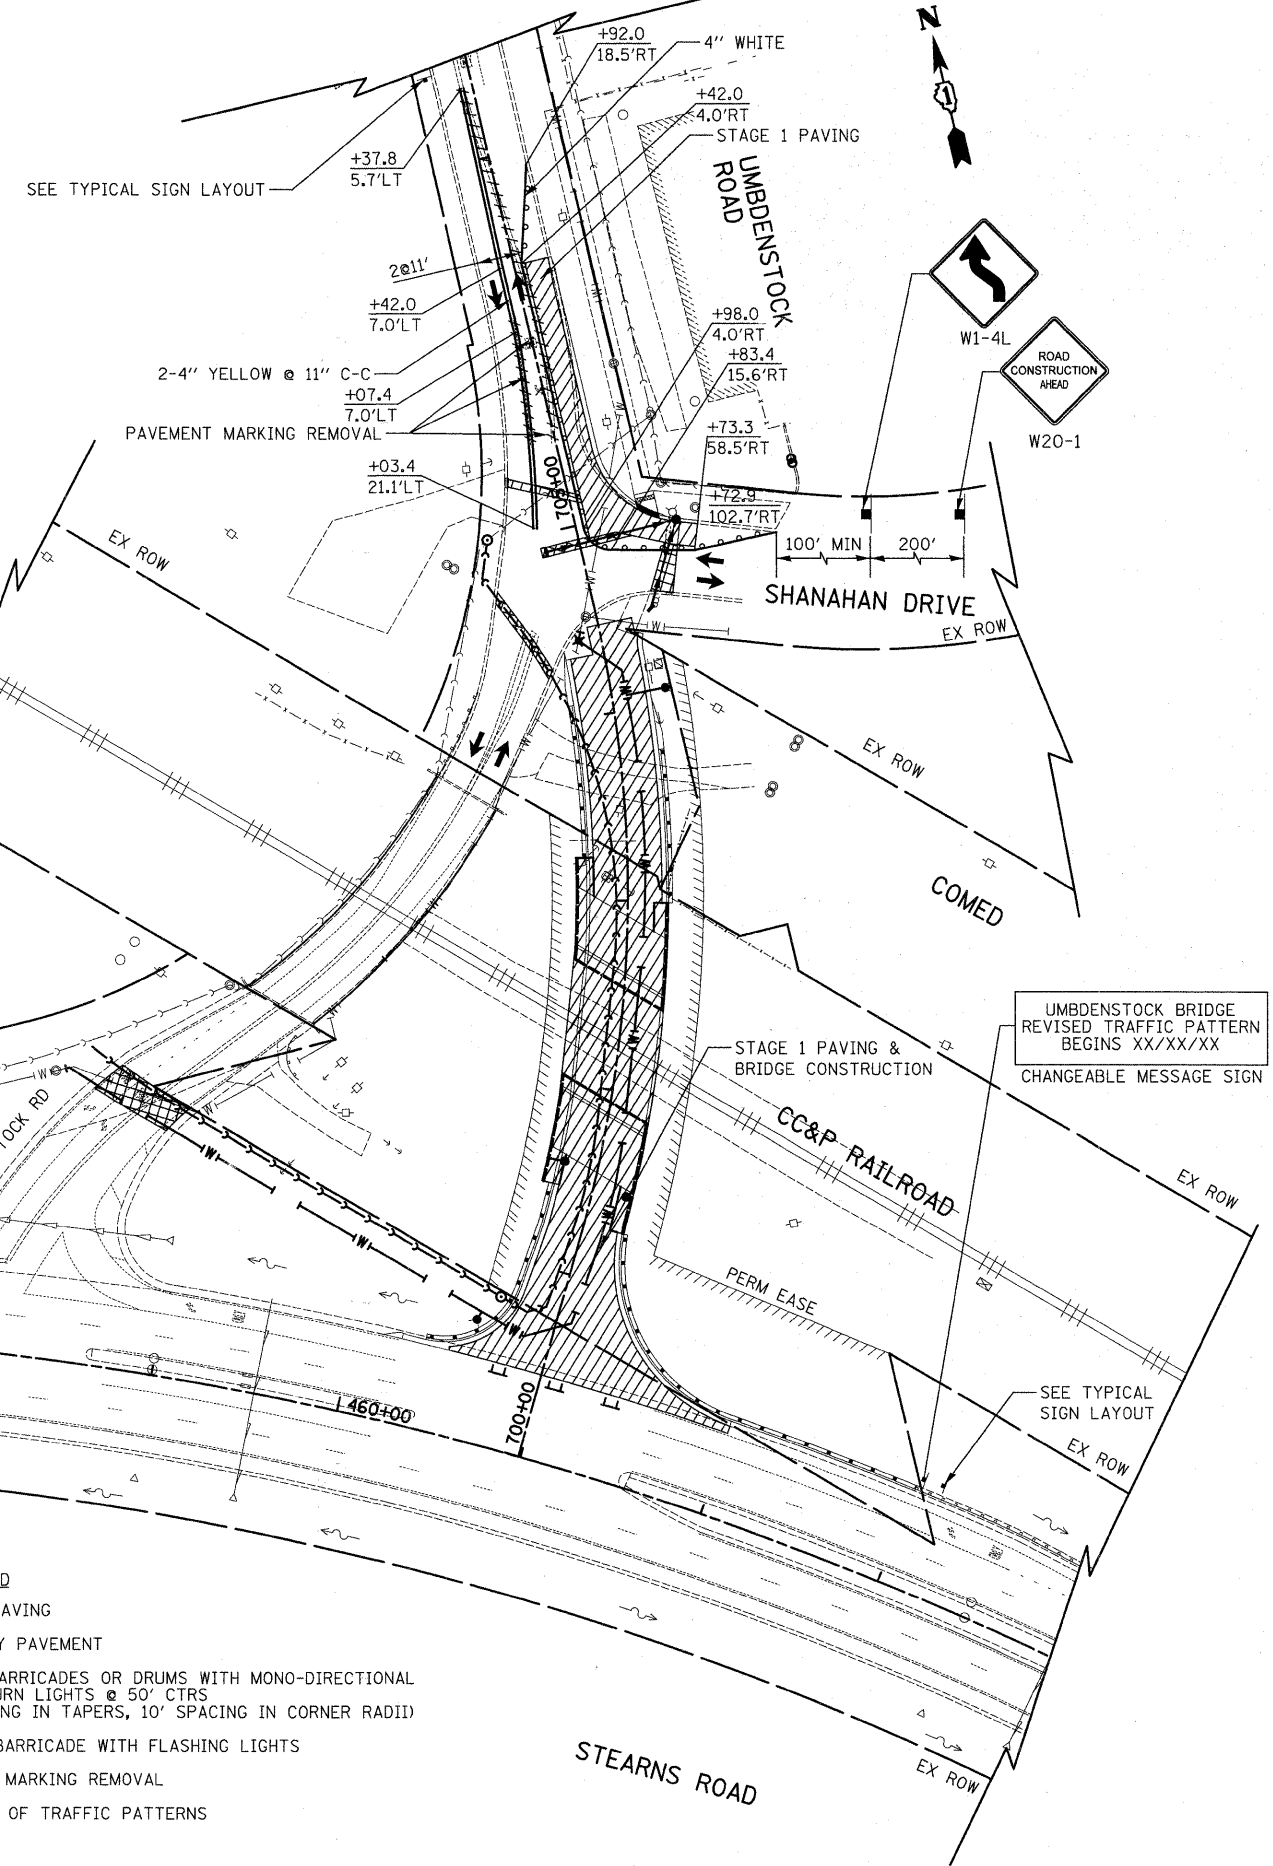 N
1
+92.0
18.5'RT
4" WHITE
+42.0
4.0'RT
STAGE 1 PAVING
+37.8
5.7'LT
SEE TYPICAL SIGN LAYOUT
UMBDENSTOCK
ROAD
2@11'
+42.0
7.0'LT
+98.0
4.0'RT
W1-4L
+83.4
15.6'RT
ROAD
CONSTRUCTION
AHEAD
2-4" YELLOW @ 11" C-C
+07.4
7.0'LT
PAVEMENT MARKING REMOVAL
+73.3
58.5'RT
W20-1
+03.4
21.1'LT
705+00
+72.9
102.7'RT
EX ROW
100' MIN
200'
SHANAHAN DRIVE
EX ROW
W
W
W
EX ROW
W
W
COMED
UMBDENSTOCK BRIDGE
REVISED TRAFFIC PATTERN
BEGINS XX/XX/XX
CHANGEABLE MESSAGE SIGN
STAGE 1 PAVING &
BRIDGE CONSTRUCTION
W
W
TOCK RD
CC&P RAILROAD
EX ROW
W
W
W
W
PERM EASE
W
460+00
700+00
SEE TYPICAL
SIGN LAYOUT
EX ROW
D
AVING
Y PAVEMENT
ARRICADES OR DRUMS WITH MONO-DIRECTIONAL
URN LIGHTS @ 50' CTRS
NG IN TAPERS, 10' SPACING IN CORNER RADII)
BARRICADE WITH FLASHING LIGHTS
MARKING REMOVAL
OF TRAFFIC PATTERNS
STEARNS ROAD
EX ROW